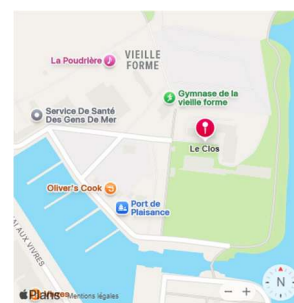 La Poudrière
VIEILLE
FORME
Gymnase de la
vieille forme
Service De Santé
Des Gens De Mer
Le Clos
Oliver's Cook
Port de
Plaisance
AL AUX VIVRES
Plans
Mentions légales
− +
N